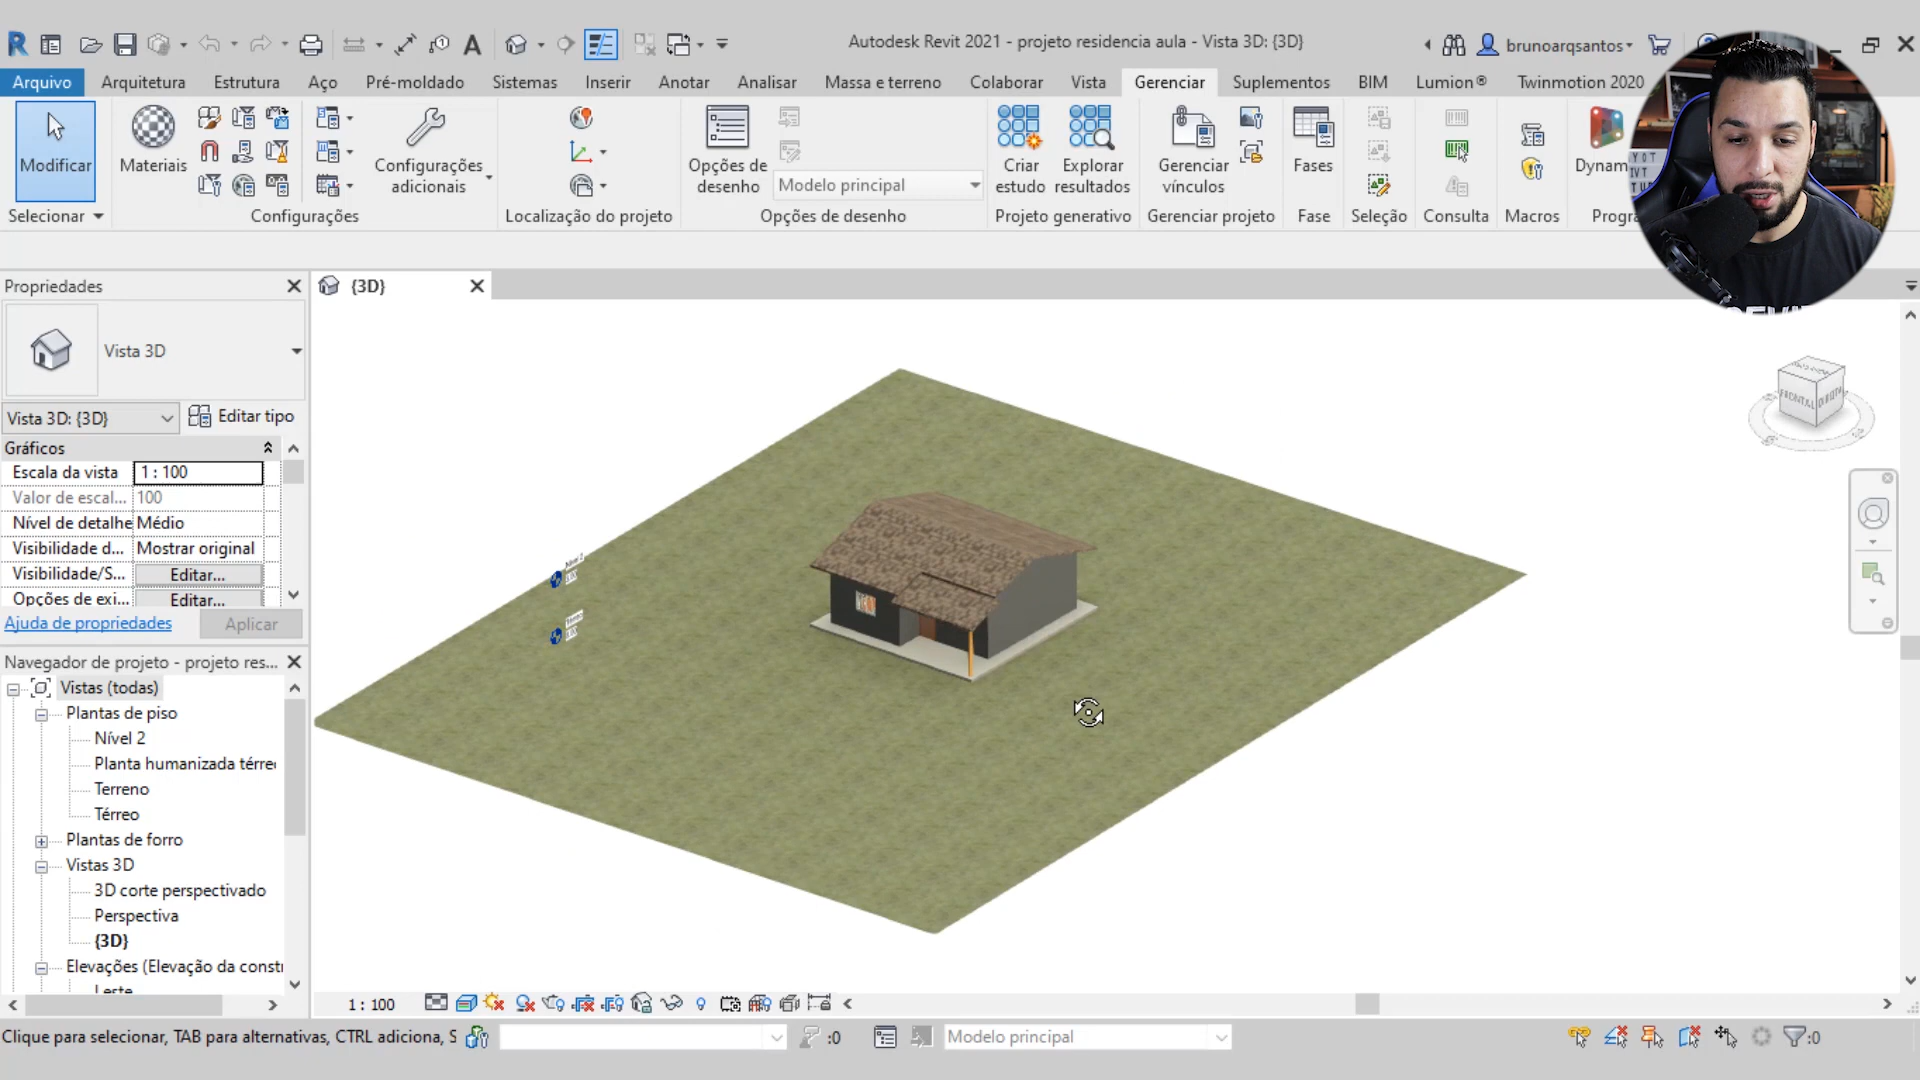 Autodesk Revit 2021 - projeto residencia aula - Vista 3D: {3D}
brunoarqsantos
Arquivo Arquitetura Estrutura Aço Pré-moldado Sistemas Inserir Anotar Analisar Massa e terreno Colaborar Vista Gerenciar Suplementos BIM Lumion® Twinmotion 2020
Modificar
Materiais
Configurações
adicionais
Opções de
desenho
Modelo principal
Criar
estudo
Explorar
resultados
Gerenciar
vínculos
Fases
Dynam
Selecionar
Configurações
Localização do projeto
Opções de desenho
Projeto generativo
Gerenciar projeto
Fase
Seleção
Consulta
Macros
Progra
Propriedades
{3D}
Vista 3D
Vista 3D: {3D}
Editar tipo
Gráficos
Escala da vista 1 : 100
Valor de escal... 100
Nível de detalhe Médio
Visibilidade d... Mostrar original
Visibilidade/S... Editar...
Opções de exi... Editar...
Ajuda de propriedades
Aplicar
FRONTAL
Navegador de projeto - projeto res...
Vistas (todas)
Plantas de piso
Nível 2
Planta humanizada térre
Terreno
Térreo
Plantas de forro
Vistas 3D
3D corte perspectivado
Perspectiva
{3D}
Elevações (Elevação da const
Leste
1 : 100
Clique para selecionar, TAB para alternativas, CTRL adiciona, S
:0
Modelo principal
:0